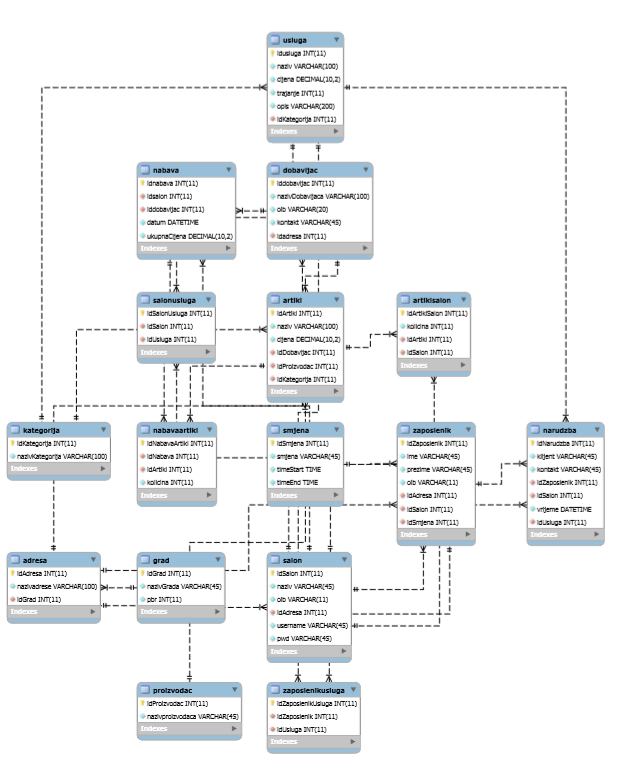 usluga
idusluga INT(11)
naziv VARCHAR(100)
cijena DECIMAL(10,2)
trajanje INT(11)
opis VARCHAR(200)
idKategorija INT(11)
Indexes
nabava
idnabava INT(11)
idsalon INT(11)
iddobavljac INT(11)
datum DATETIME
ukupnaCijena DECIMAL(10,2)
Indexes
dobavljac
iddobavljac INT(11)
nazivDobavljaca VARCHAR(100)
oib VARCHAR(20)
kontakt VARCHAR(45)
idadresa INT(11)
Indexes
salonusluga
idSalonUsluga INT(11)
idSalon INT(11)
idUsluga INT(11)
Indexes
artikl
idArtikl INT(11)
naziv VARCHAR(100)
cijena DECIMAL(10,2)
idDobavljac INT(11)
idProizvodac INT(11)
idKategorija INT(11)
Indexes
artiklsalon
idArtiklSalon INT(11)
kolicina INT(11)
idArtikl INT(11)
idSalon INT(11)
Indexes
kategorija
idKategorija INT(11)
nazivKategorija VARCHAR(100)
Indexes
nabavaartikl
idNabavaArtikl INT(11)
idNabava INT(11)
idArtikl INT(11)
kolicina INT(11)
Indexes
smjena
idSmjena INT(11)
smjena VARCHAR(45)
timeStart TIME
timeEnd TIME
Indexes
zaposlenik
idZaposlenik INT(11)
ime VARCHAR(45)
prezime VARCHAR(45)
oib VARCHAR(11)
idAdresa INT(11)
idSalon INT(11)
idSmjena INT(11)
Indexes
narudzba
idNarudzba INT(11)
klijent VARCHAR(45)
kontakt VARCHAR(45)
idZaposlenik INT(11)
idSalon INT(11)
vrijeme DATETIME
idUsluga INT(11)
Indexes
adresa
idAdresa INT(11)
nazivadrese VARCHAR(100)
idGrad INT(11)
Indexes
grad
idGrad INT(11)
nazivGrada VARCHAR(45)
pbr INT(11)
Indexes
salon
idSalon INT(11)
naziv VARCHAR(45)
oib VARCHAR(11)
idAdresa INT(11)
username VARCHAR(45)
pwd VARCHAR(45)
Indexes
proizvodac
idProizvodac INT(11)
nazivproizvodaca VARCHAR(45)
Indexes
zaposlenikusluga
idZaposlenikUsluga INT(11)
idZaposlenik INT(11)
idUsluga INT(11)
Indexes